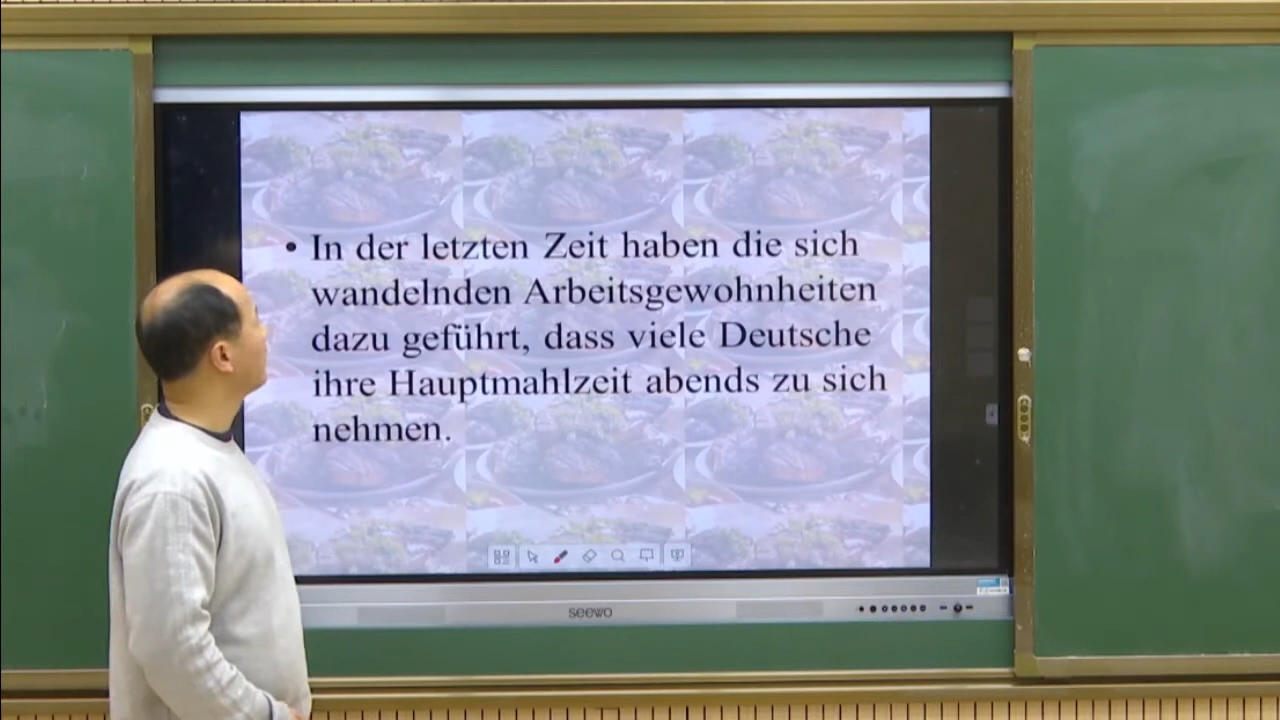 • In der letzten Zeit haben die sich
wandelnden Arbeitsgewohnheiten
dazu geführt, dass viele Deutsche
ihre Hauptmahlzeit abends zu sich
nehmen.
seewo